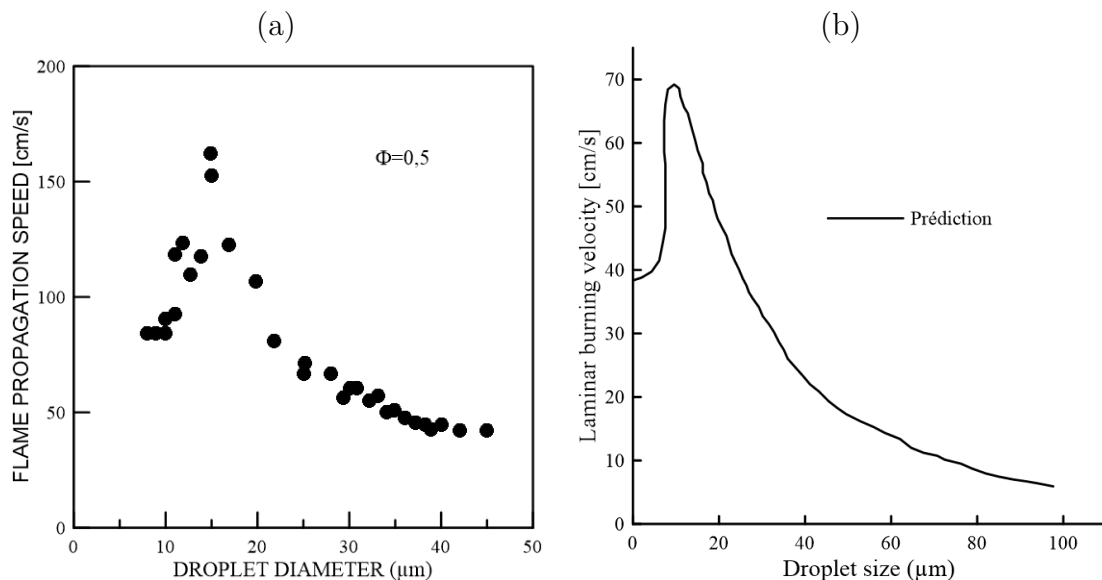 (a)
200
150
100
50
0
FLAME PROPAGATION SPEED [cm/s]
Φ=0,5
0 10 20 30 40 50
DROPLET DIAMETER (µm)
(b)
70
60
50
40
30
20
10
0
Laminar burning velocity [cm/s]
Prédiction
0 20 40 60 80 100
Droplet size (µm)